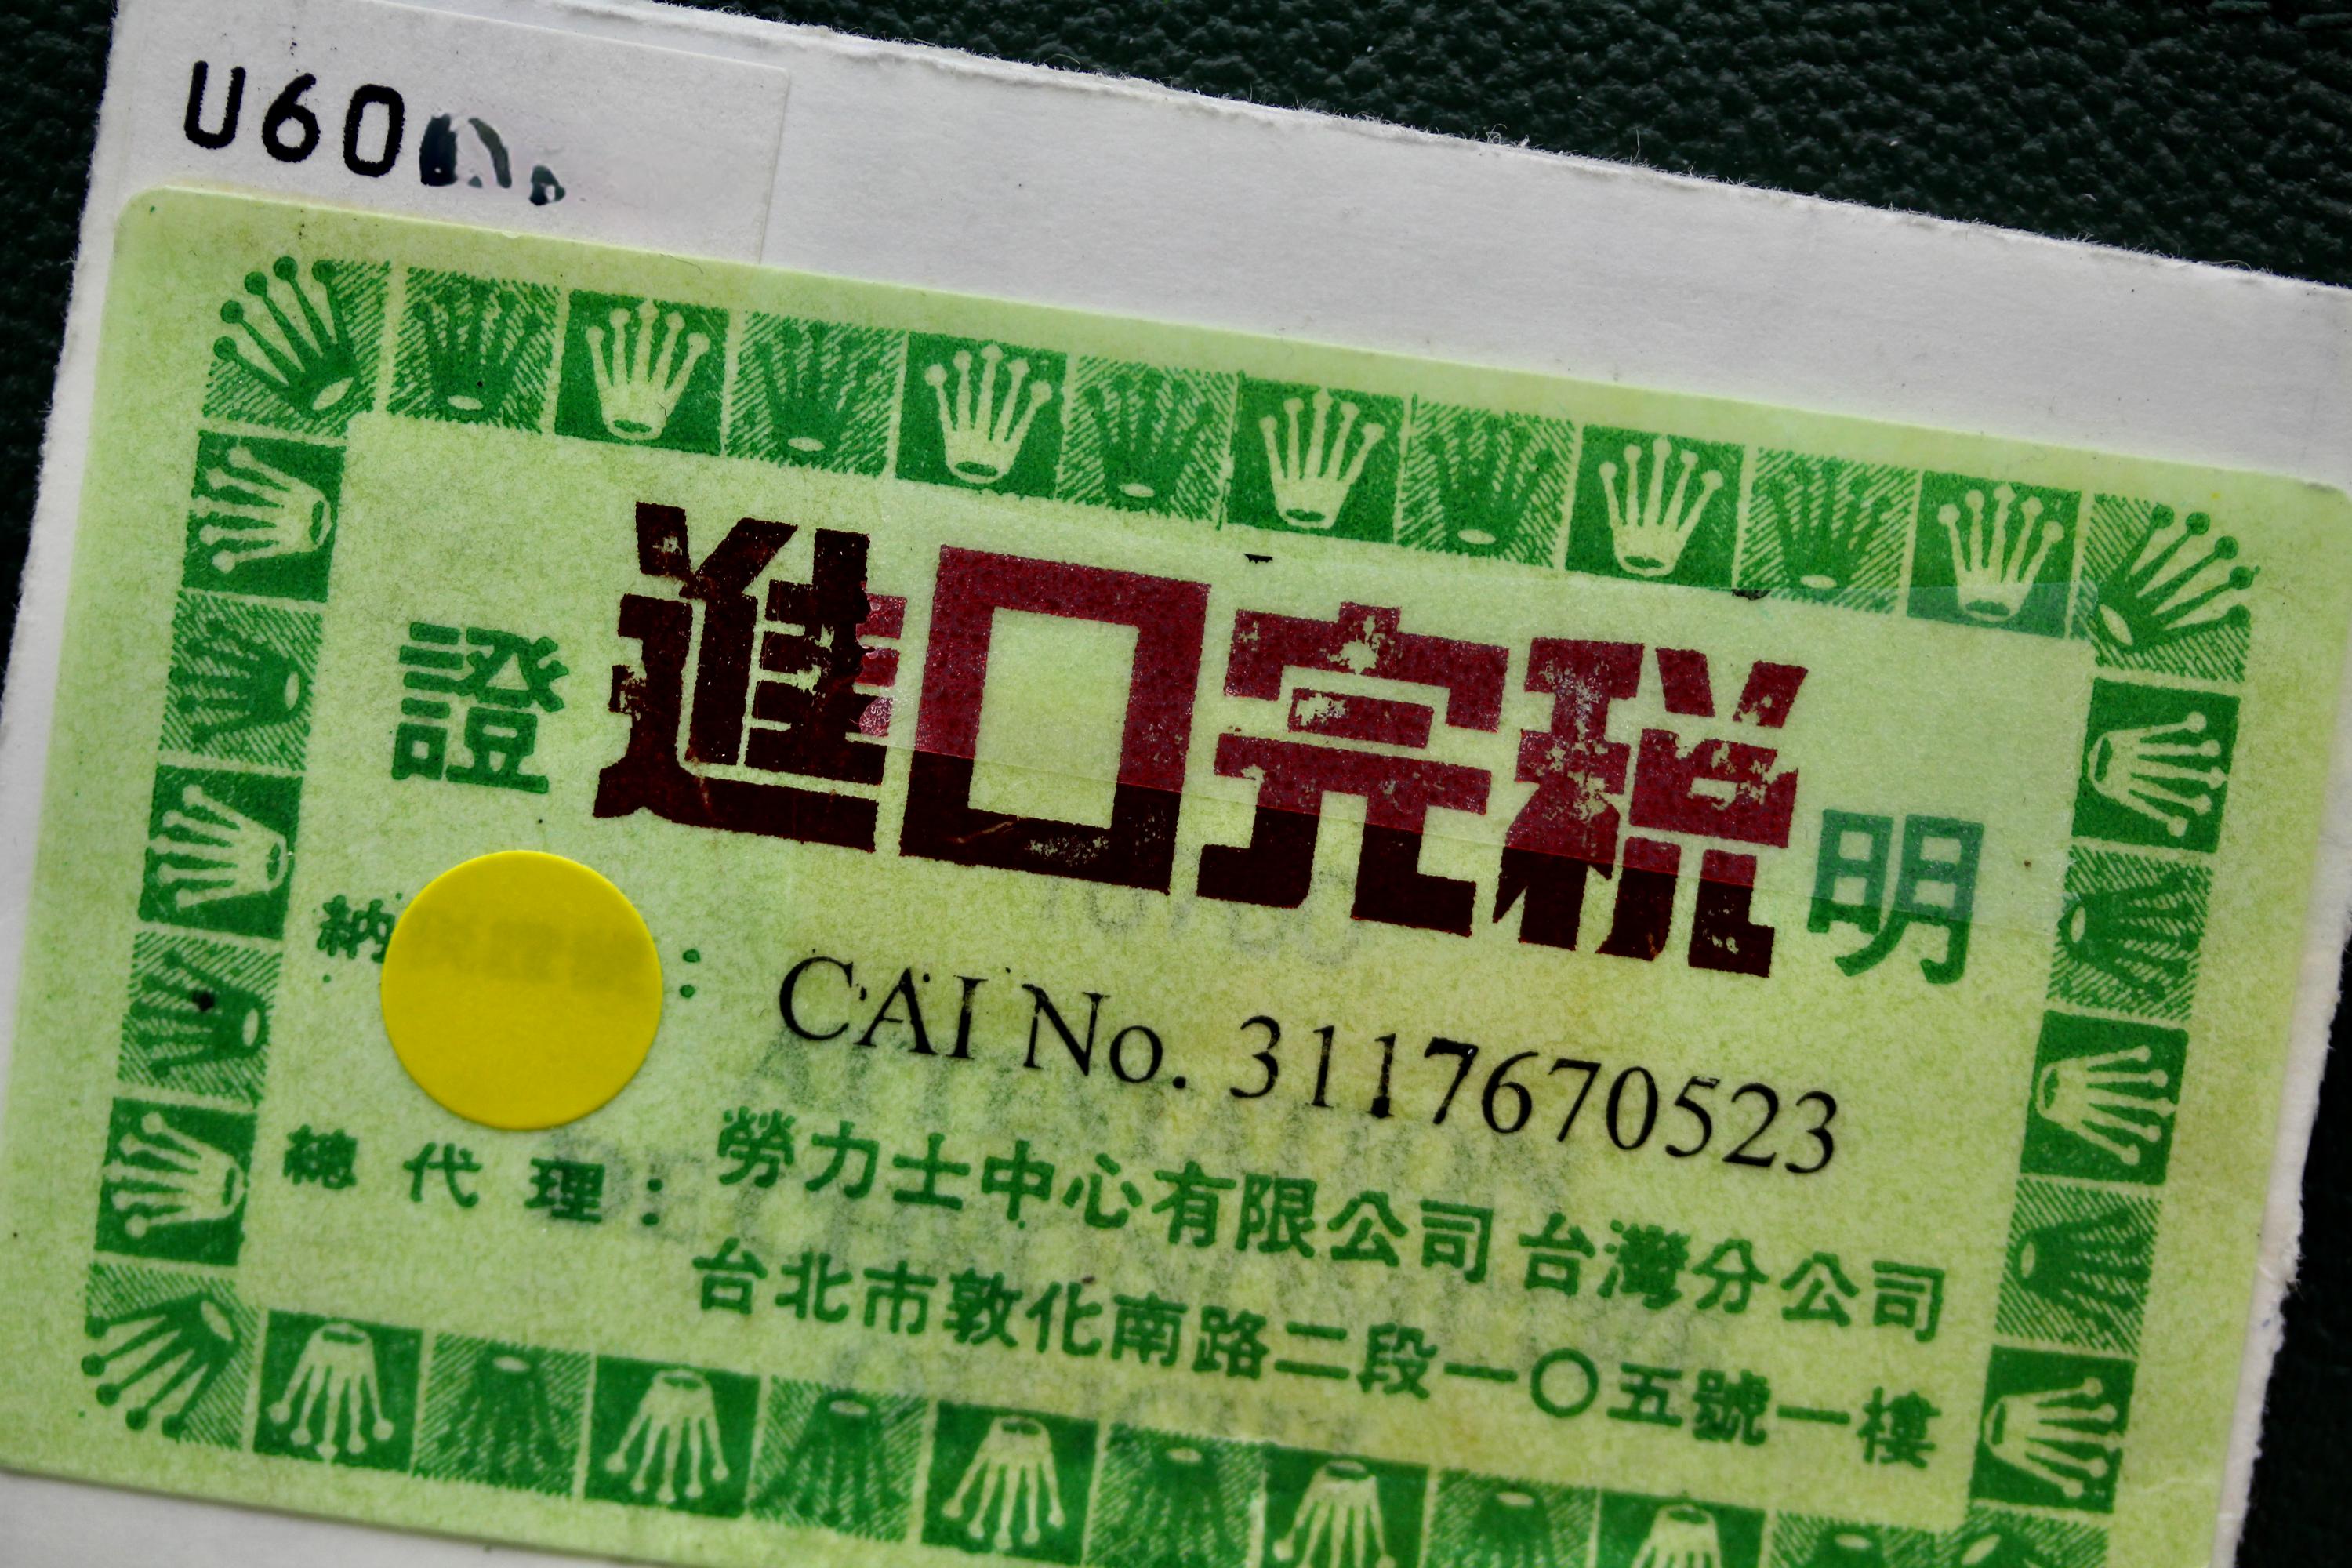 U60
進口完稅
證明
納 : CAI No. 3117670523
總代理: 勞力士中心有限公司台灣分公司
台北市敦化南路二段一〇五號一樓